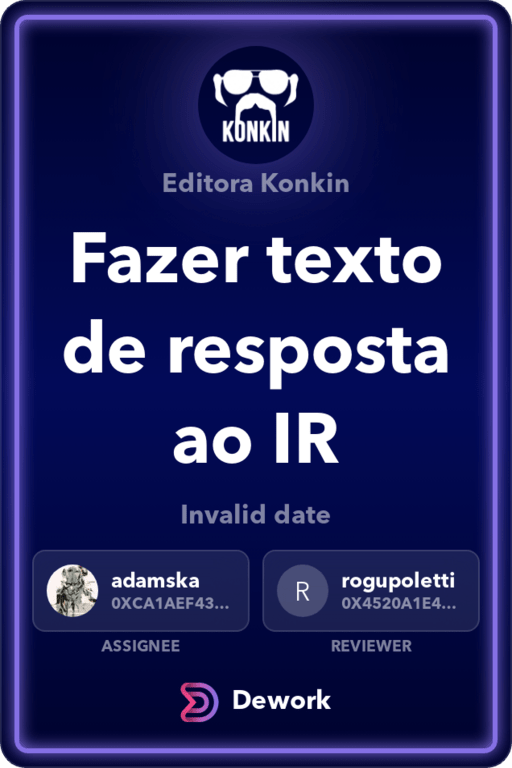 KONKIN
Editora Konkin
Fazer texto
de resposta
ao IR
Invalid date
adamska
0XCA1AEF43...
R
rogupoletti
0X4520A1E4...
ASSIGNEE
REVIEWER
Dework